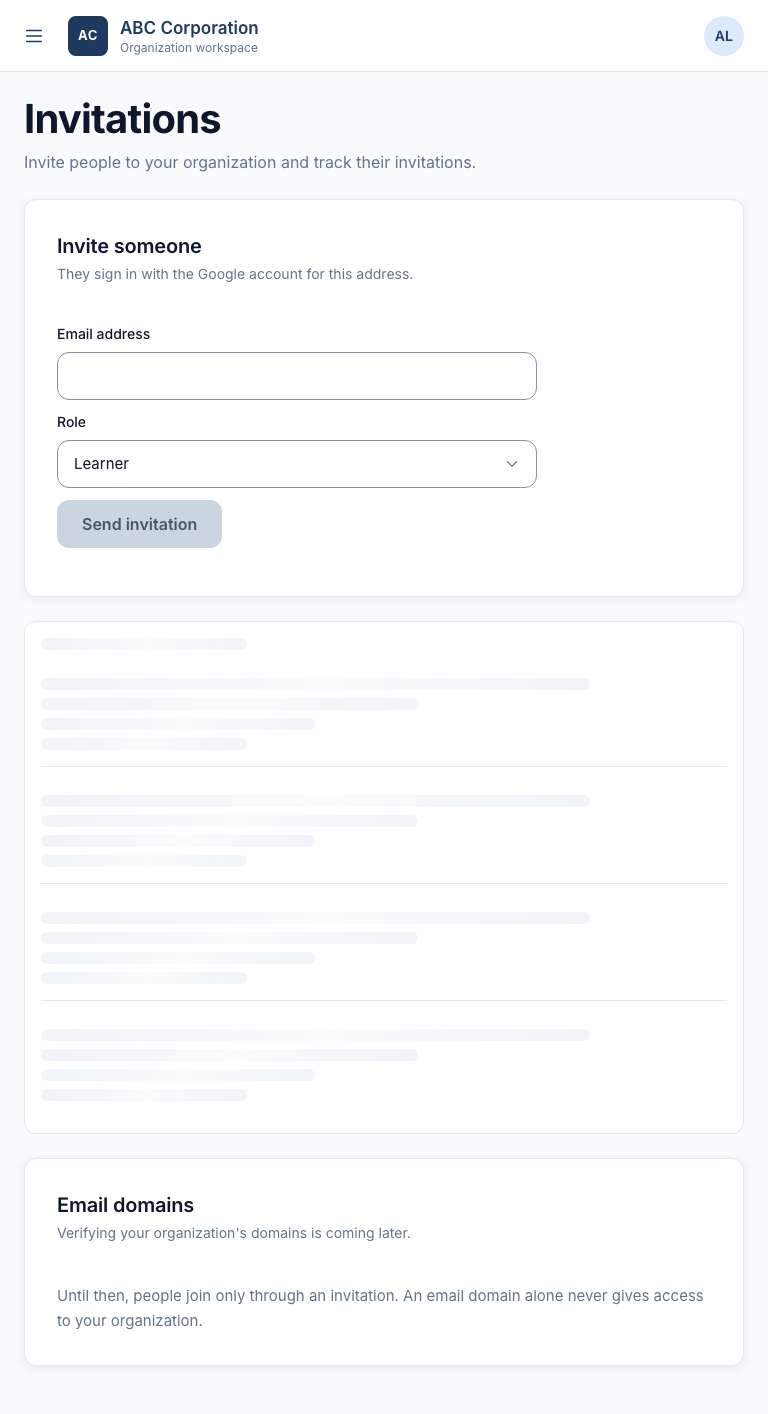 AC
ABC Corporation
Organization workspace
AL
Invitations
Invite people to your organization and track their invitations.
Invite someone
They sign in with the Google account for this address.
Email address
Role
Learner
Send invitation
Email domains
Verifying your organization's domains is coming later.
Until then, people join only through an invitation. An email domain alone never gives access
to your organization.